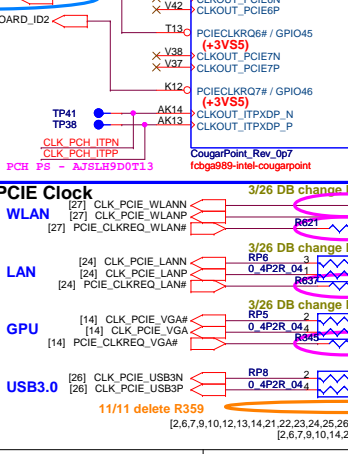 CLKOUT_PCIE6N
V42 CLKOUT_PCIE6P
OARD_ID2
T13 PCIECLKRQ6# / GPIO45
(+3VS5)
V38 CLKOUT_PCIE7N
V37 CLKOUT_PCIE7P
K12 PCIECLKRQ7# / GPIO46
(+3VS5)
TP41 AK14 CLKOUT_ITPXDP_N
TP38 AK13 CLKOUT_ITPXDP_P
CLK_PCH_ITPN
CLK_PCH_ITPP
CougarPoint_Rev_0p7
PCH PS - AJSLH9D0T13 fcbga989-intel-cougarpoint
PCIE Clock 3/26 DB change
WLAN [27] CLK_PCIE_WLANN
[27] CLK_PCIE_WLANP
[27] PCIE_CLKREQ_WLAN# R621
3/26 DB change
LAN [24] CLK_PCIE_LANN RP6 3
[24] CLK_PCIE_LANP 0_4P2R_04 1
[24] PCIE_CLKREQ_LAN# R637
3/26 DB change
GPU [14] CLK_PCIE_VGA# RP5 2
[14] CLK_PCIE_VGA 0_4P2R_04 4
[14] PCIE_CLKREQ_VGA# R345
USB3.0 [26] CLK_PCIE_USB3N RP8 2
[26] CLK_PCIE_USB3P 0_4P2R_04 4
11/11 delete R359
[2,6,7,9,10,12,13,14,21,22,23,24,25,26
[2,6,7,9,10,14,2